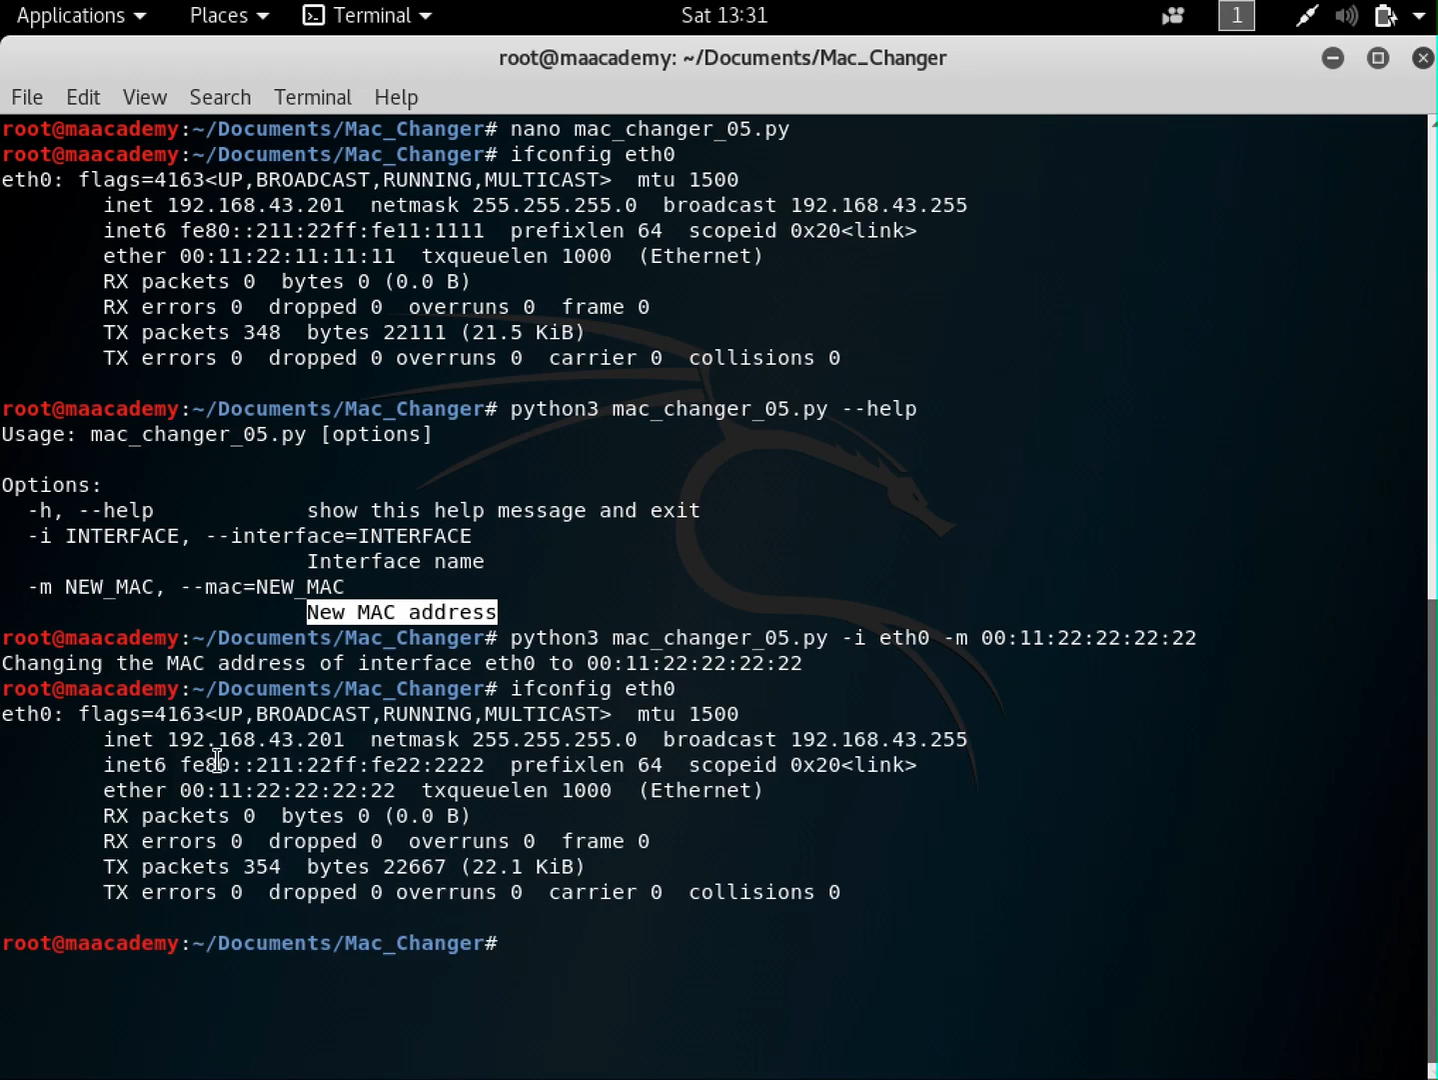 Applications Places Terminal Sat 13:31 1
root@maacademy: ~/Documents/Mac_Changer
File Edit View Search Terminal Help
root@maacademy:~/Documents/Mac_Changer# nano mac_changer_05.py
root@maacademy:~/Documents/Mac_Changer# ifconfig eth0
eth0: flags=4163<UP,BROADCAST,RUNNING,MULTICAST>  mtu 1500
        inet 192.168.43.201  netmask 255.255.255.0  broadcast 192.168.43.255
        inet6 fe80::211:22ff:fe11:1111  prefixlen 64  scopeid 0x20<link>
        ether 00:11:22:11:11:11  txqueuelen 1000  (Ethernet)
        RX packets 0  bytes 0 (0.0 B)
        RX errors 0  dropped 0  overruns 0  frame 0
        TX packets 348  bytes 22111 (21.5 KiB)
        TX errors 0  dropped 0 overruns 0  carrier 0  collisions 0
root@maacademy:~/Documents/Mac_Changer# python3 mac_changer_05.py --help
Usage: mac_changer_05.py [options]
Options:
  -h, --help            show this help message and exit
  -i INTERFACE, --interface=INTERFACE
                        Interface name
  -m NEW_MAC, --mac=NEW_MAC
                        New MAC address
root@maacademy:~/Documents/Mac_Changer# python3 mac_changer_05.py -i eth0 -m 00:11:22:22:22:22
Changing the MAC address of interface eth0 to 00:11:22:22:22:22
root@maacademy:~/Documents/Mac_Changer# ifconfig eth0
eth0: flags=4163<UP,BROADCAST,RUNNING,MULTICAST>  mtu 1500
        inet 192.168.43.201  netmask 255.255.255.0  broadcast 192.168.43.255
        inet6 fe80::211:22ff:fe22:2222  prefixlen 64  scopeid 0x20<link>
        ether 00:11:22:22:22:22  txqueuelen 1000  (Ethernet)
        RX packets 0  bytes 0 (0.0 B)
        RX errors 0  dropped 0  overruns 0  frame 0
        TX packets 354  bytes 22667 (22.1 KiB)
        TX errors 0  dropped 0 overruns 0  carrier 0  collisions 0
root@maacademy:~/Documents/Mac_Changer#